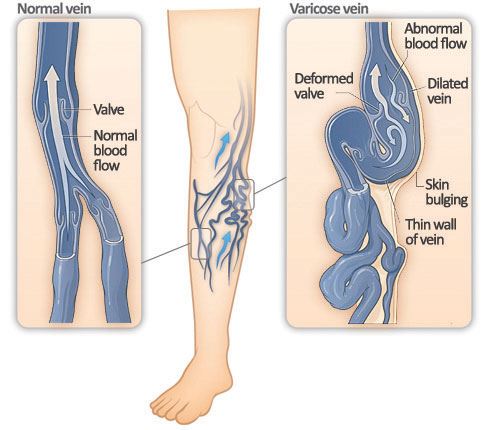 Normal vein
Valve
Normal
blood
flow
Varicose vein
Abnormal
blood flow
Deformed
valve
Dilated
vein
Skin
bulging
Thin wall
of vein